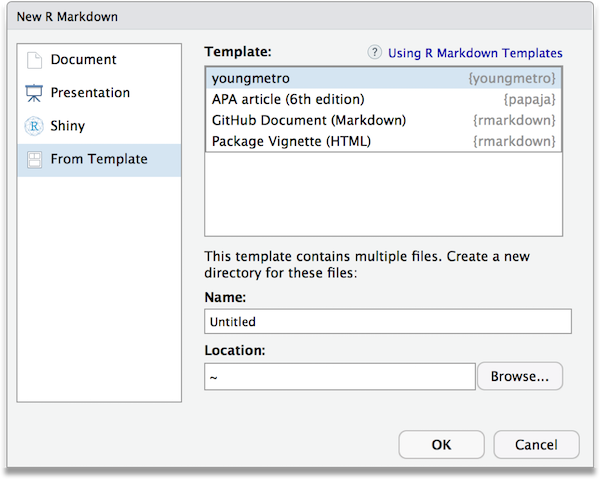 New R Markdown
Document
Presentation
Shiny
From Template
Template:
? Using R Markdown Templates
youngmetro {youngmetro}
APA article (6th edition) {papaja}
GitHub Document (Markdown) {rmarkdown}
Package Vignette (HTML) {rmarkdown}
This template contains multiple files. Create a new
directory for these files:
Name:
Untitled
Location:
~
Browse...
OK
Cancel